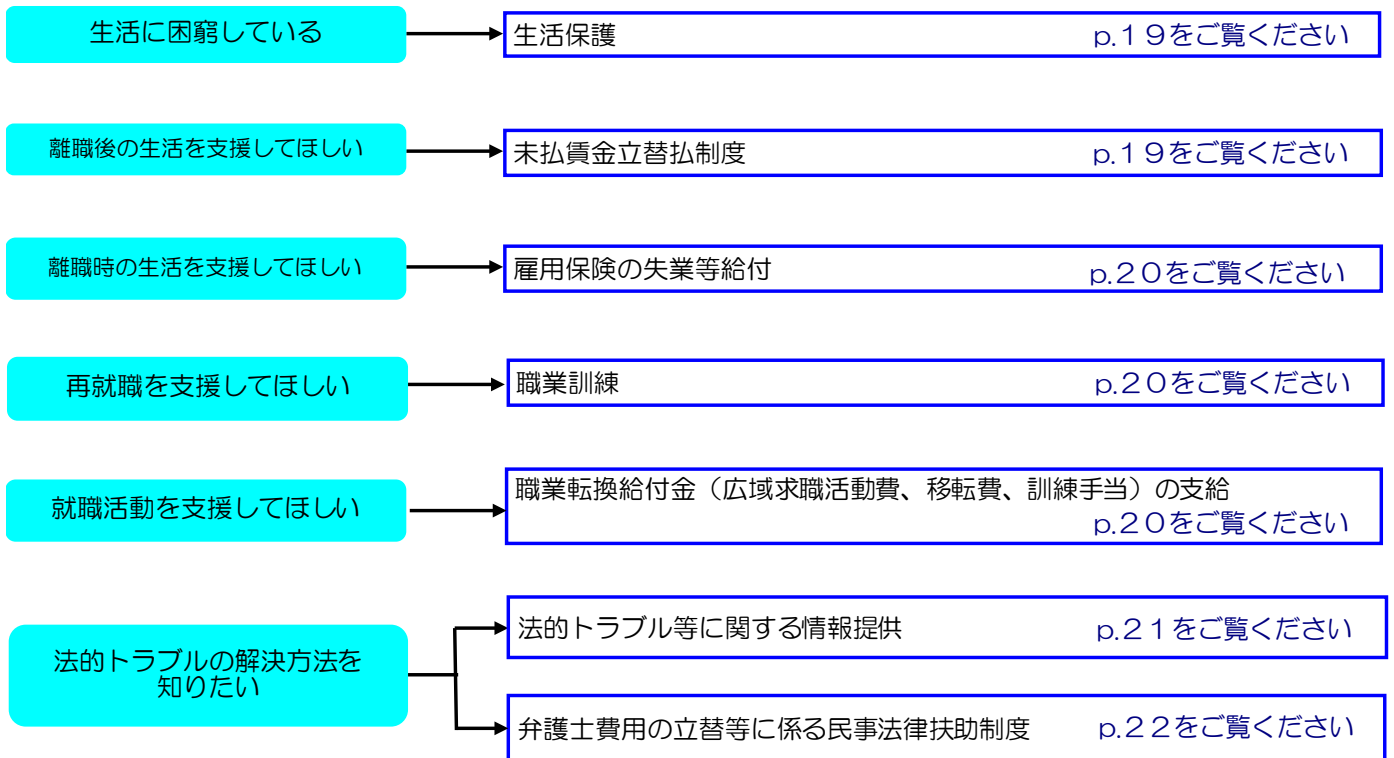 生活に困窮している
生活保護 p.19をご覧ください
離職後の生活を支援してほしい
未払賃金立替払制度 p.19をご覧ください
離職時の生活を支援してほしい
雇用保険の失業等給付 p.20をご覧ください
再就職を支援してほしい
職業訓練 p.20をご覧ください
就職活動を支援してほしい
職業転換給付金(広域求職活動費、移転費、訓練手当)の支給
p.20をご覧ください
法的トラブルの解決方法を
知りたい
法的トラブル等に関する情報提供 p.21をご覧ください
弁護士費用の立替等に係る民事法律扶助制度 p.22をご覧ください